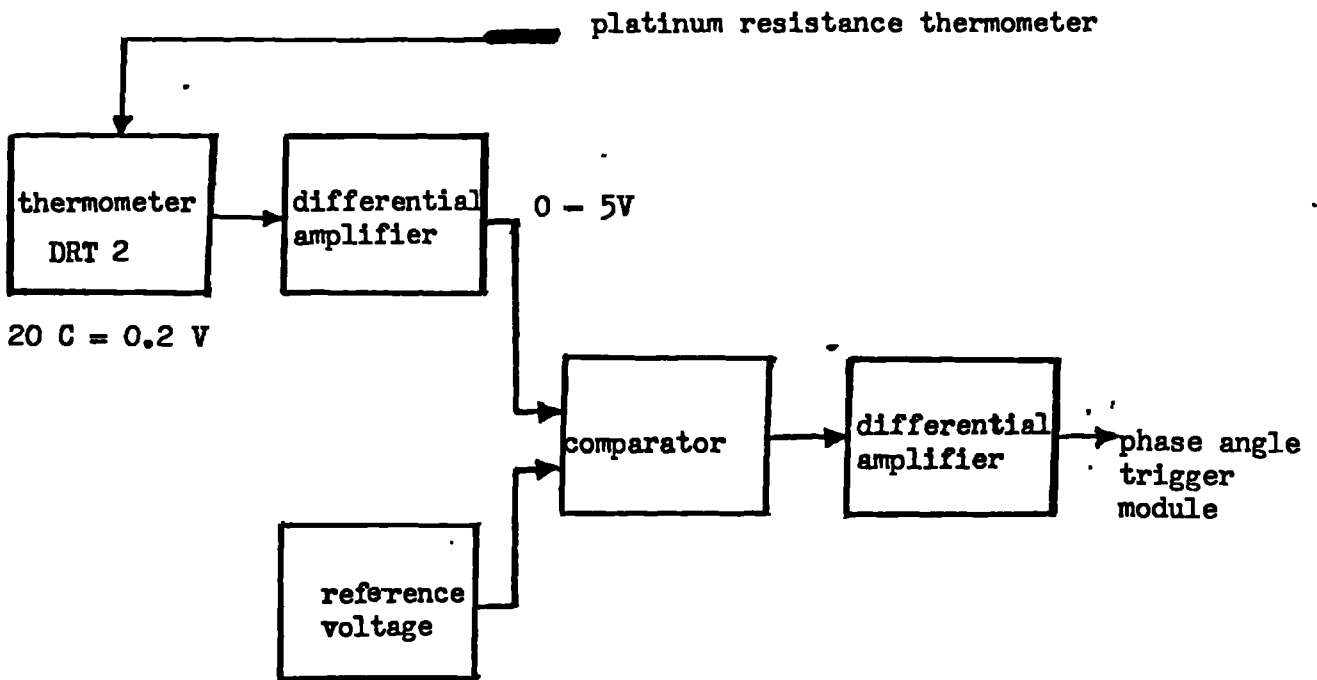 platinum resistance thermometer
thermometer
DRT 2
differential
amplifier
0 - 5V
20 C = 0.2 V
comparator
differential
amplifier
phase angle
trigger
module
reference
voltage